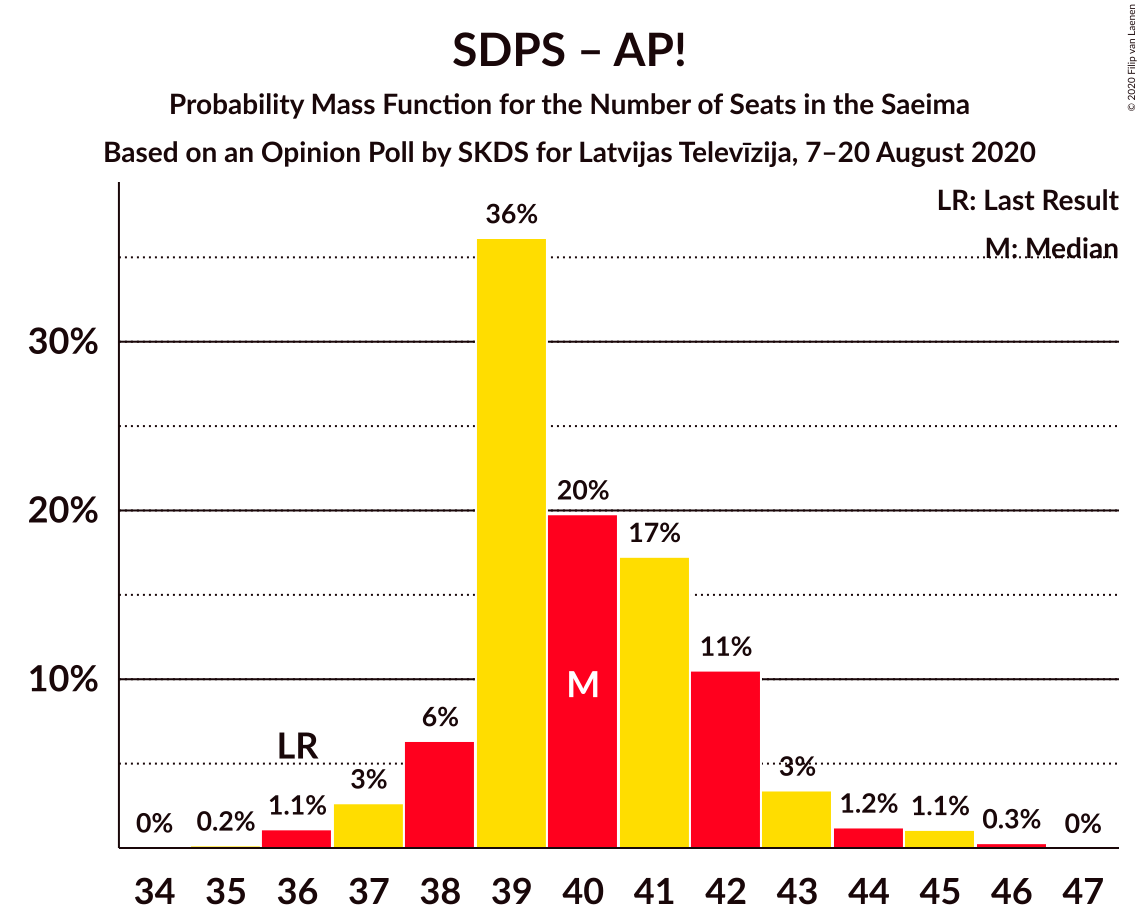 SDPS – AP!
Probability Mass Function for the Number of Seats in the Saeima
Based on an Opinion Poll by SKDS for Latvijas Televīzija, 7–20 August 2020
© 2020 Filip van Laenen
LR: Last Result
M: Median
30%
20%
10%
0%
0.2%
1.1%
LR
3%
6%
36%
20%
M
17%
11%
3%
1.2%
1.1%
0.3%
0%
34 35 36 37 38 39 40 41 42 43 44 45 46 47